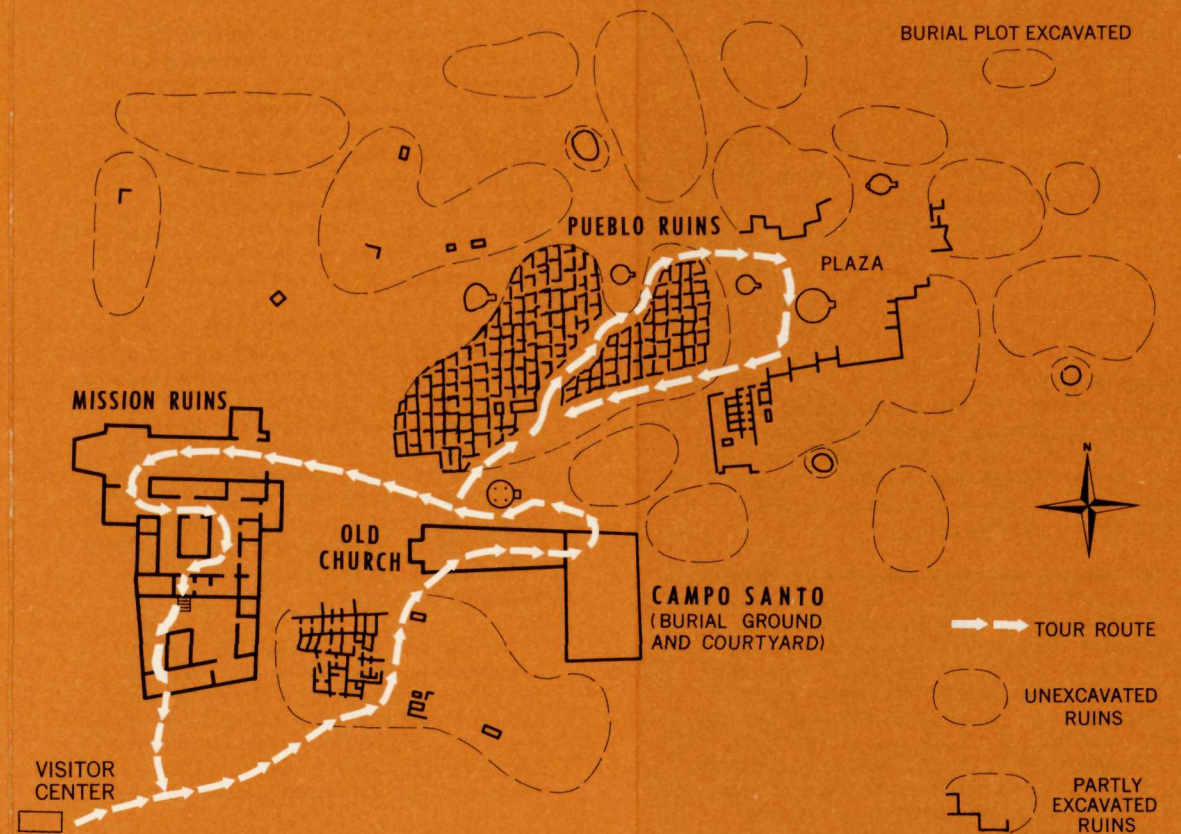 BURIAL PLOT EXCAVATED
PUEBLO RUINS
PLAZA
MISSION RUINS
OLD
CHURCH
N
CAMPO SANTO
(BURIAL GROUND
AND COURTYARD)
TOUR ROUTE
UNEXCAVATED
RUINS
VISITOR
CENTER
PARTLY
EXCAVATED
RUINS